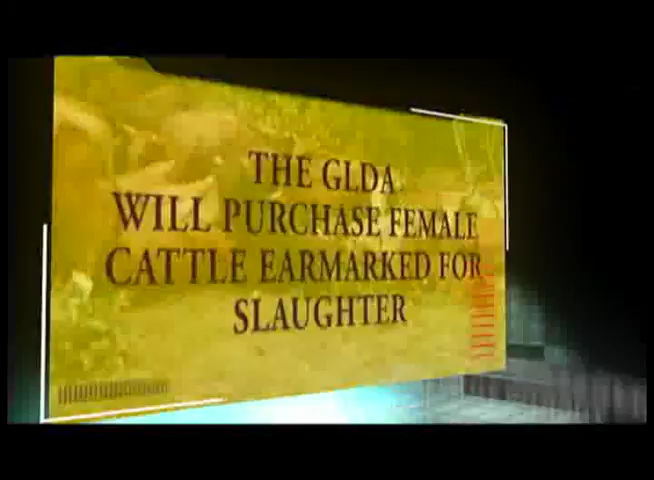 THE GLDA
WILL PURCHASE FEMALE
CATTLE EARMARKED FOR
SLAUGHTER